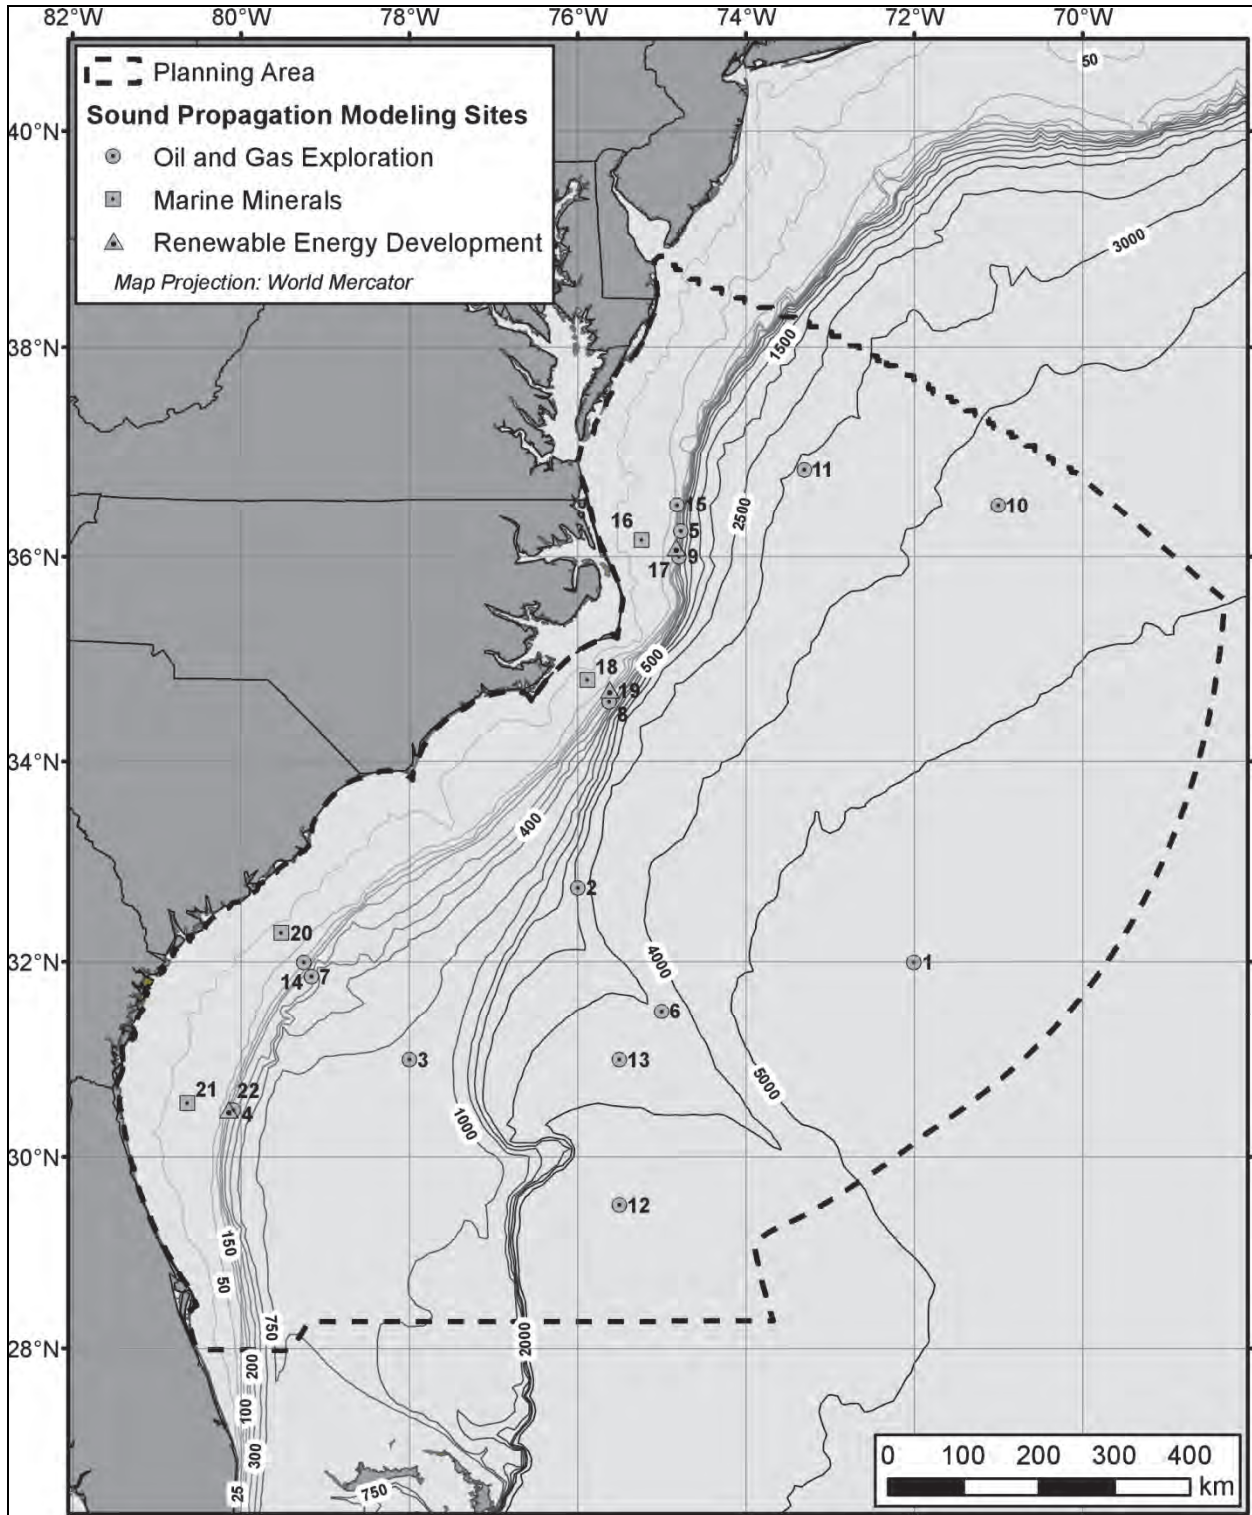 82°W 80°W 78°W 76°W 74°W 72°W 70°W
Planning Area
Sound Propagation Modeling Sites
Oil and Gas Exploration
Marine Minerals
Renewable Energy Development
Map Projection: World Mercator
50
40°N
3000
38°N
1500
11
2500
15
10
16
5
36°N
17 9
18
500
19
8
34°N
400
2
20
32°N
14 7
4000
1
6
3
13
5000
21
22
4
1000
30°N
12
150
50
750
2000
28°N
200
100
300
25
750
0 100 200 300 400
km